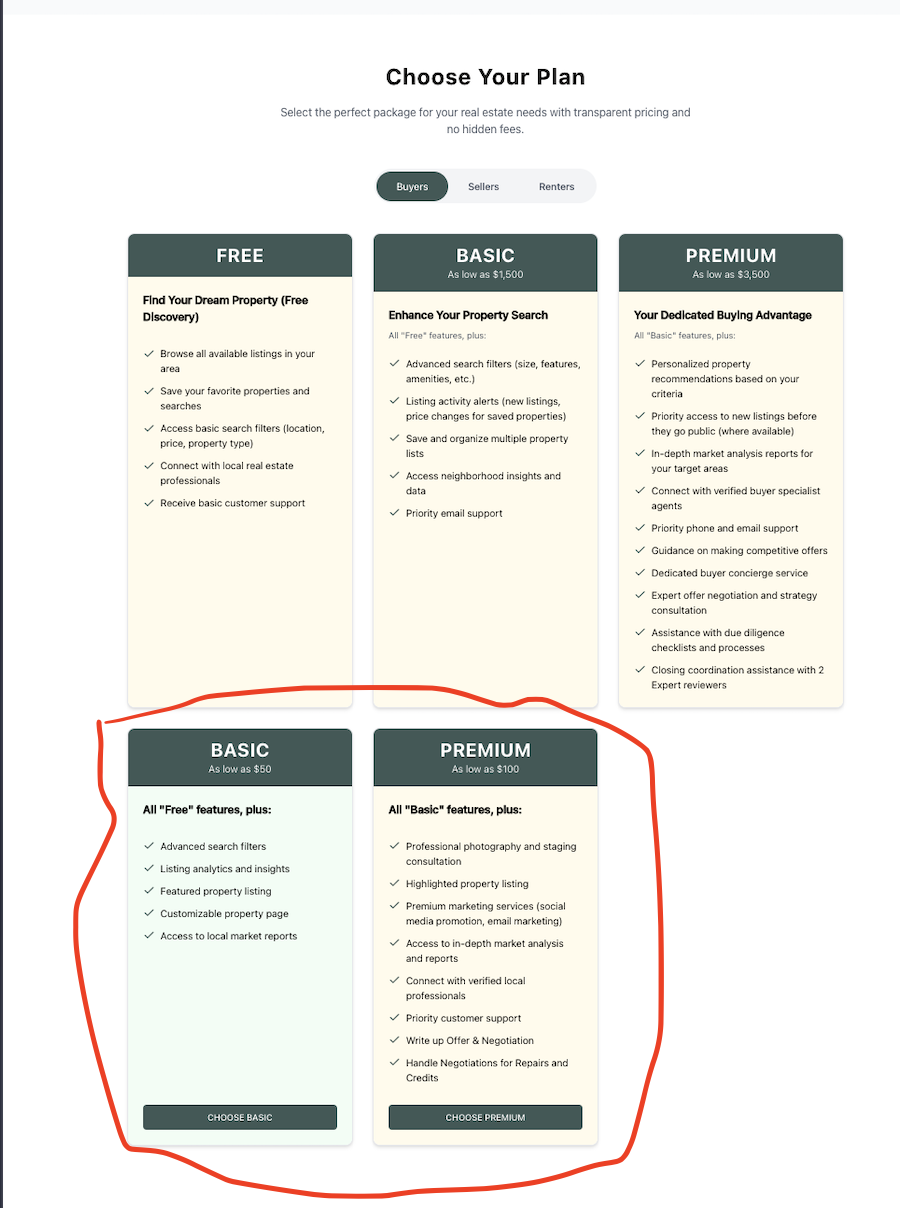 Choose Your Plan
Select the perfect package for your real estate needs with transparent pricing and
no hidden fees.
Buyers
Sellers
Renters
FREE
Find Your Dream Property (Free
Discovery)
Browse all available listings in your
area
Save your favorite properties and
searches
Access basic search filters (location,
price, property type)
Connect with local real estate
professionals
Receive basic customer support
BASIC
As low as $1,500
Enhance Your Property Search
All "Free" features, plus:
Advanced search filters (size, features,
amenities, etc.)
Listing activity alerts (new listings,
price changes for saved properties)
Save and organize multiple property
lists
Access neighborhood insights and
data
Priority email support
PREMIUM
As low as $3,500
Your Dedicated Buying Advantage
All "Basic" features, plus:
Personalized property
recommendations based on your
criteria
Priority access to new listings before
they go public (where available)
In-depth market analysis reports for
your target areas
Connect with verified buyer specialist
agents
Priority phone and email support
Guidance on making competitive offers
Dedicated buyer concierge service
Expert offer negotiation and strategy
consultation
Assistance with due diligence
checklists and processes
Closing coordination assistance with 2
Expert reviewers
BASIC
As low as $50
All "Free" features, plus:
Advanced search filters
Listing analytics and insights
Featured property listing
Customizable property page
Access to local market reports
CHOOSE BASIC
PREMIUM
As low as $100
All "Basic" features, plus:
Professional photography and staging
consultation
Highlighted property listing
Premium marketing services (social
media promotion, email marketing)
Access to in-depth market analysis
and reports
Connect with verified local
professionals
Priority customer support
Write up Offer & Negotiation
Handle Negotiations for Repairs and
Credits
CHOOSE PREMIUM